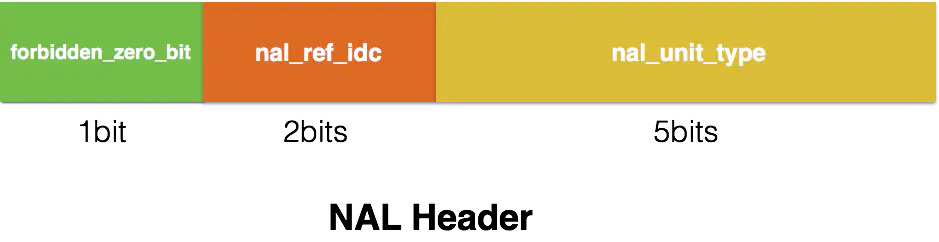 forbidden_zero_bit nal_ref_idc nal_unit_type
1bit 2bits 5bits
NAL Header